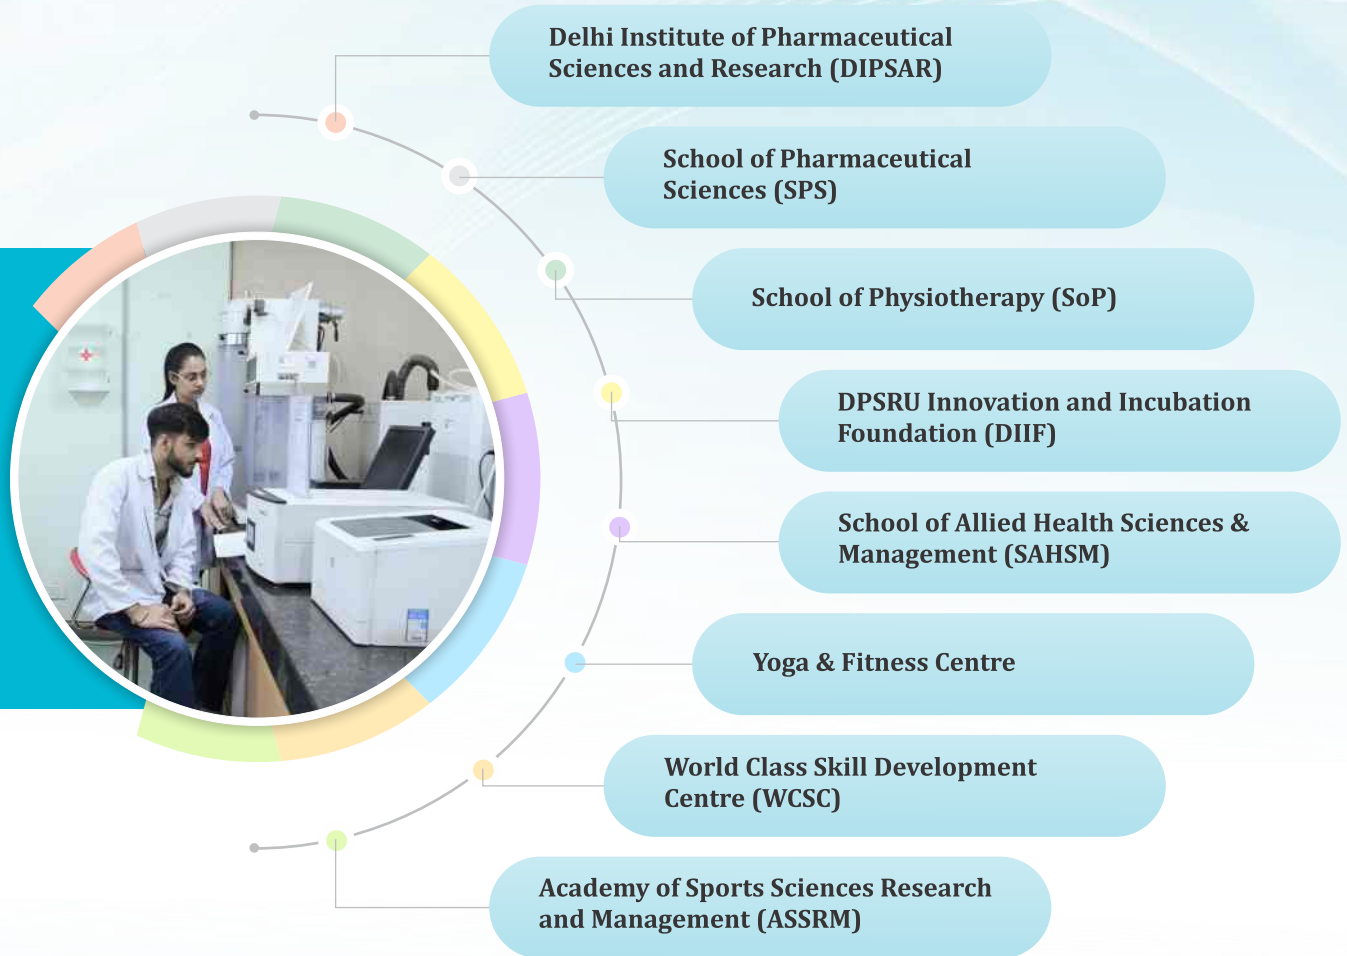 Delhi Institute of Pharmaceutical
Sciences and Research (DIPSAR)
School of Pharmaceutical
Sciences (SPS)
School of Physiotherapy (SoP)
DPSRU Innovation and Incubation
Foundation (DIIF)
School of Allied Health Sciences &
Management (SAHSM)
Yoga & Fitness Centre
World Class Skill Development
Centre (WCSC)
Academy of Sports Sciences Research
and Management (ASSRM)